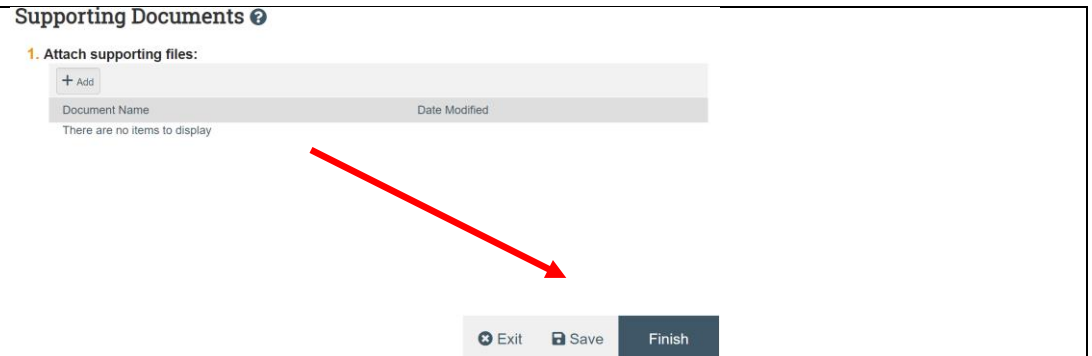 Supporting Documents
1. Attach supporting files:
+ Add
Document Name Date Modified
There are no items to display
Exit Save Finish